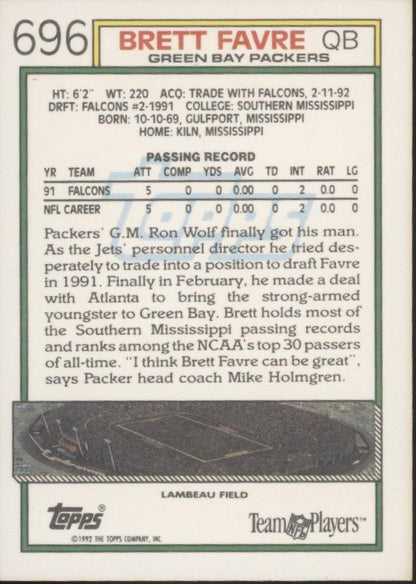 696 BRETT FAVRE QB
GREEN BAY PACKERS
HT: 6'2" WT: 220 ACQ: TRADE WITH FALCONS, 2-11-92
DRFT: FALCONS #2-1991 COLLEGE: SOUTHERN MISSISSIPPI
BORN: 10-10-69, GULFPORT, MISSISSIPPI
HOME: KILN, MISSISSIPPI
PASSING RECORD
YR TEAM ATT COMP YDS AVG TD INT RAT LG
91 FALCONS 5 0 0 0.00 0 2 0.0 0
NFL CAREER 5 0 0 0.00 0 2 0.0 0
TOPPS
Packers' G.M. Ron Wolf finally got his man.
As the Jets' personnel director he tried des-
perately to trade into a position to draft Favre
in 1991. Finally in February, he made a deal
with Atlanta to bring the strong-armed
youngster to Green Bay. Brett holds most of
the Southern Mississippi passing records
and ranks among the NCAA's top 30 passers
of all-time. "I think Brett Favre can be great",
says Packer head coach Mike Holmgren.
LAMBEAU FIELD
topps®
©1992 THE TOPPS COMPANY, INC.
Team NFL Players™